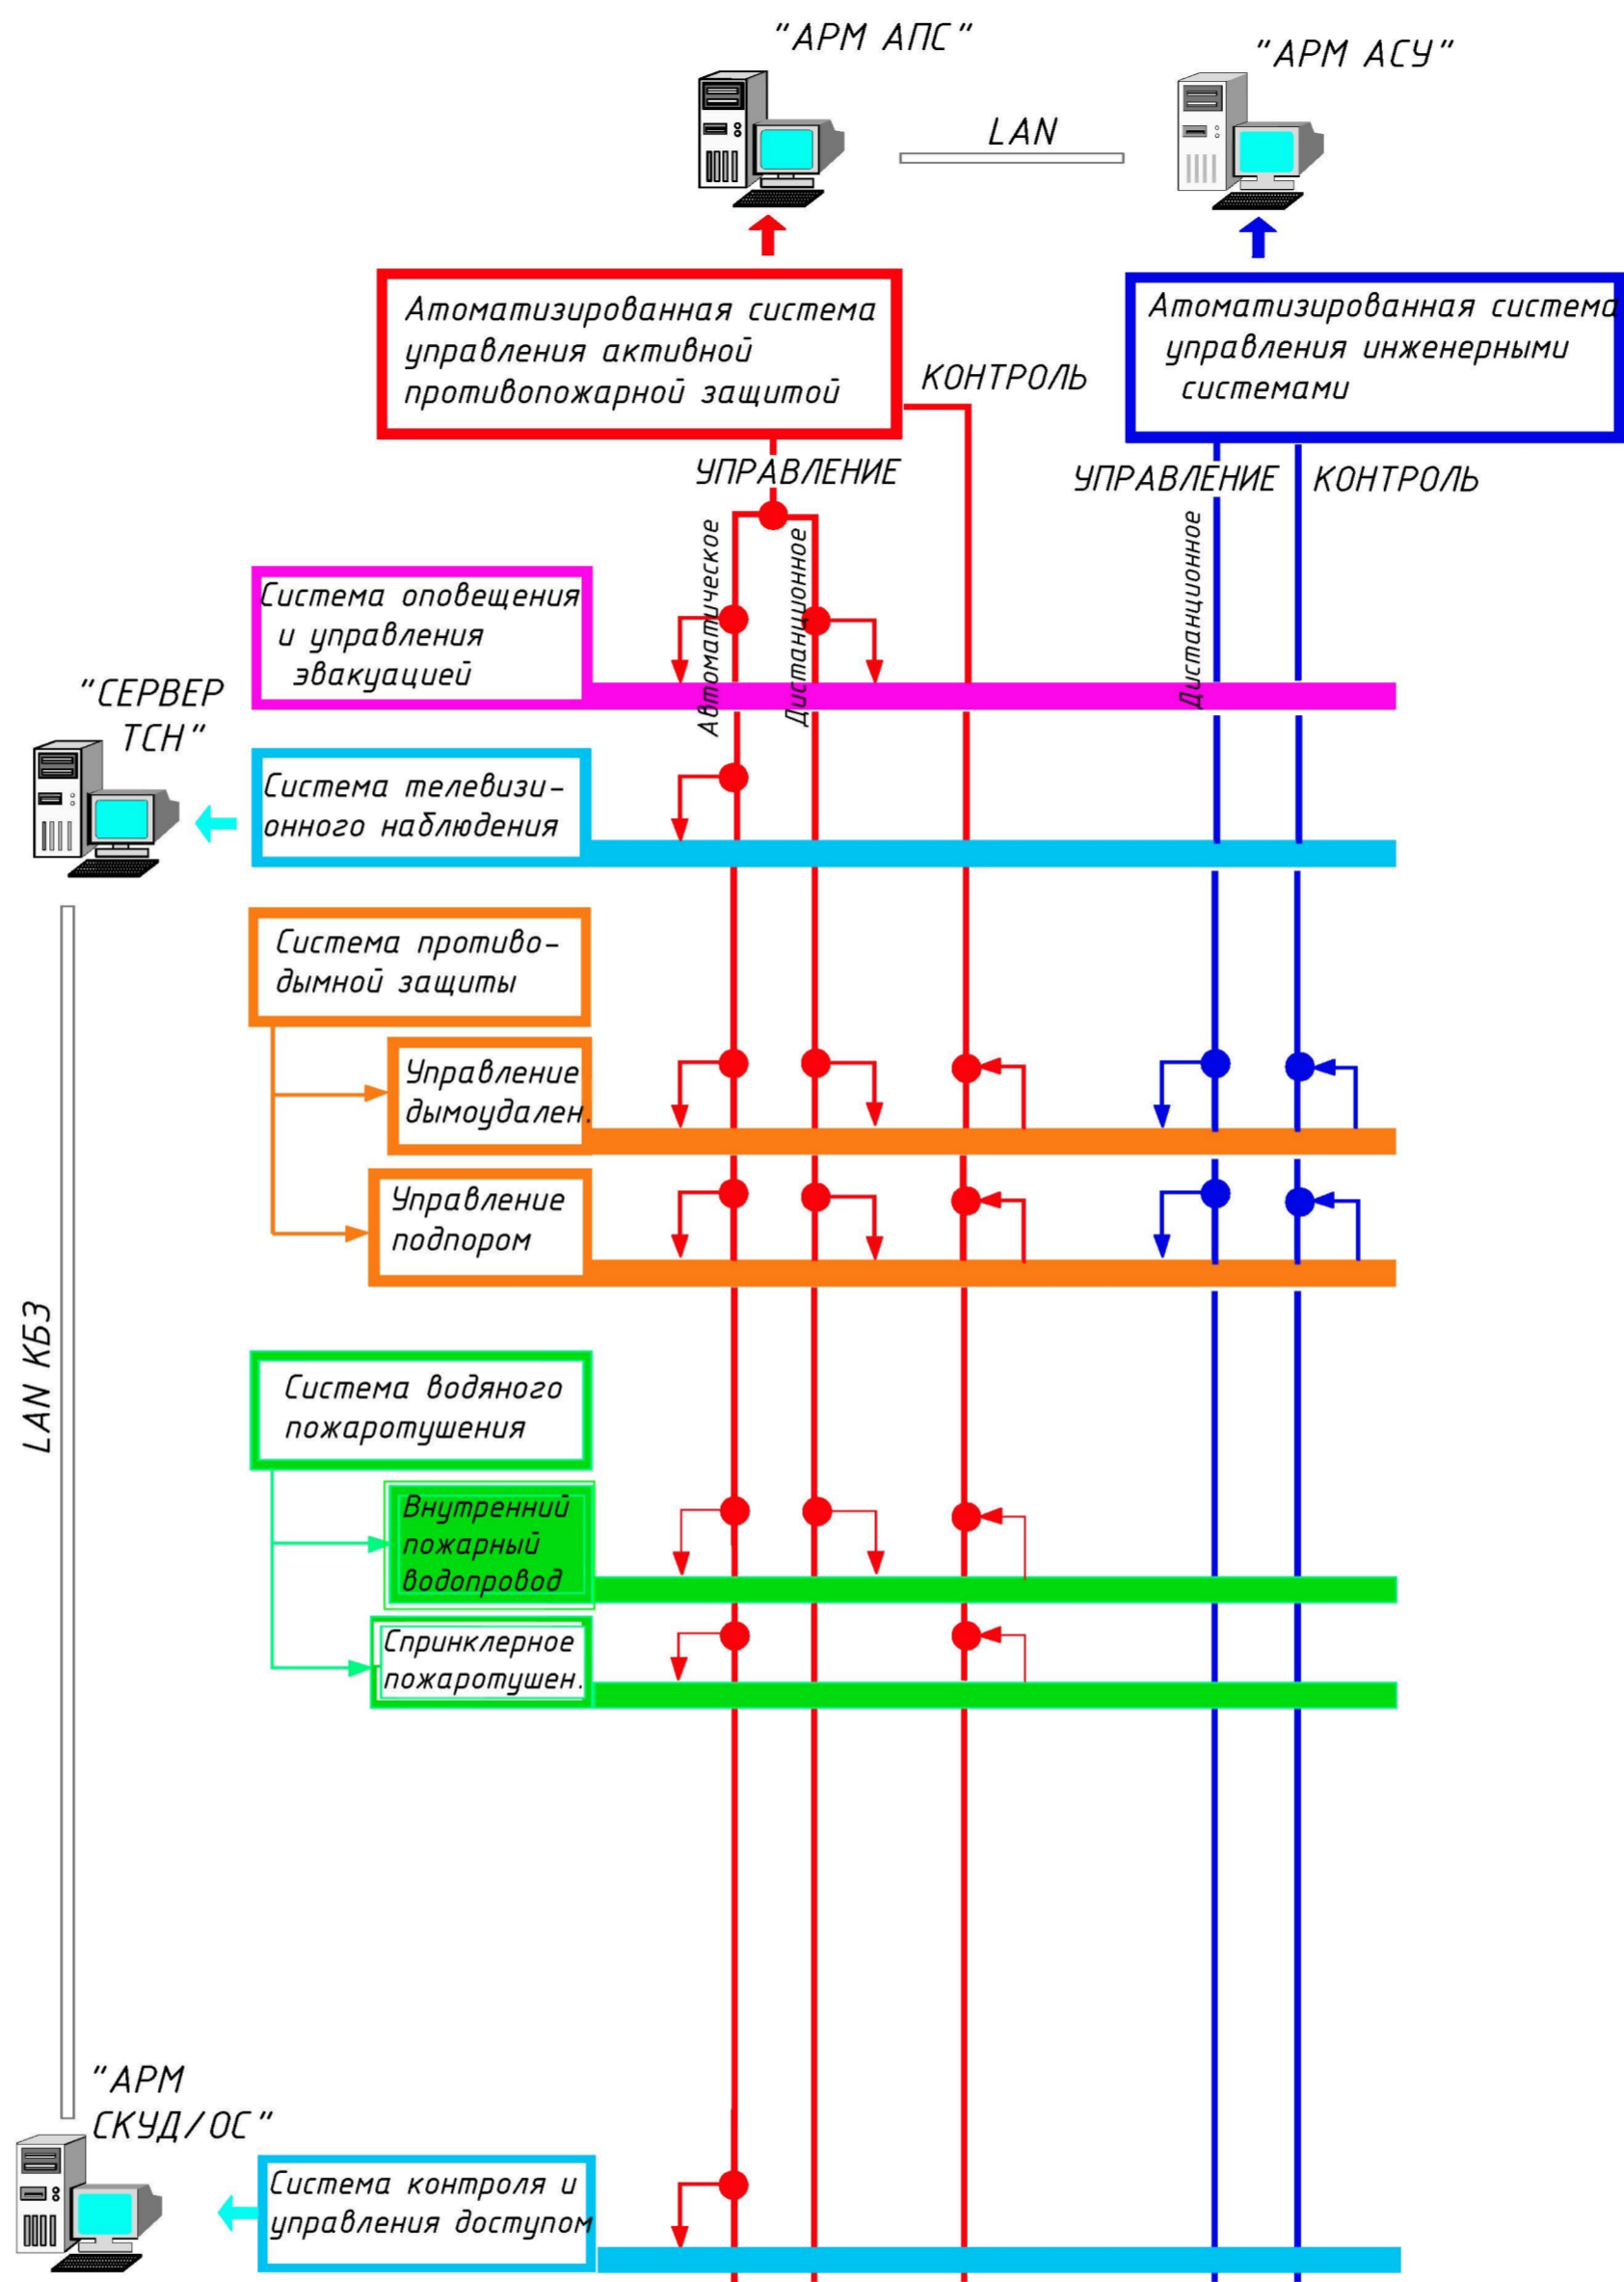 "АРМ АПС"
"АРМ АСУ"
LAN
Атоматизированная система
управления активной
противопожарной защитой
Атоматизированная система
управления инженерными
системами
КОНТРОЛЬ
УПРАВЛЕНИЕ
УПРАВЛЕНИЕ
КОНТРОЛЬ
Автоматическое
Дистанционное
Дистанционное
Система оповещения
и управления
эвакуацией
"СЕРВЕР
ТСН"
Система телевизи-
онного наблюдения
Система противо-
дымной защиты
Управление
дымоудален.
Управление
подпором
LAN КБЗ
Система водяного
пожаротушения
Внутренний
пожарный
водопровод
Спринклерное
пожаротушен.
"АРМ
СКУД/ОС"
Система контроля и
управления доступом